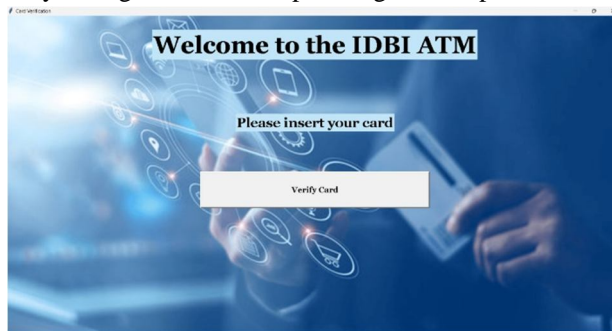 Card Verification
Welcome to the IDBI ATM
Please insert your card
Verify Card